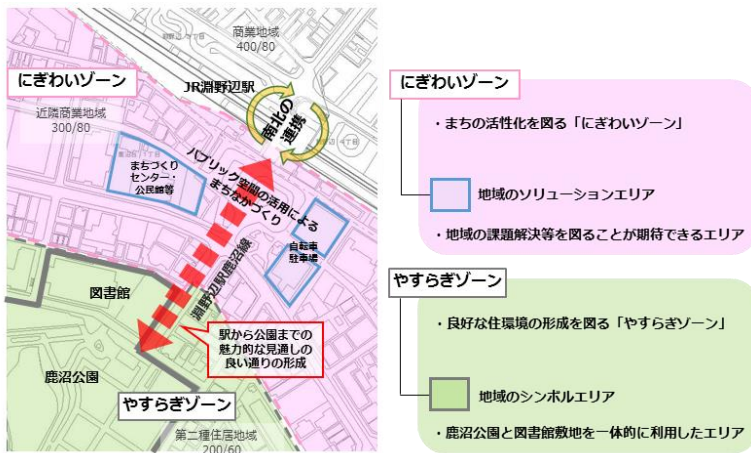 商業地域
400/80
JR淵野辺駅
にぎわいゾーン
近隣商業地域
300/80
南北の
連携
まちづくり
センター・
公民館等
パブリック空間の活用による
まちなかづくり
自転車
駐車場
淵野辺駅鹿沼線
図書館
駅から公園までの
魅力的な見通しの
良い通りの形成
鹿沼公園
やすらぎゾーン
第二種住居地域
200/60
にぎわいゾーン
・まちの活性化を図る「にぎわいゾーン」
地域のソリューションエリア
・地域の課題解決等を図ることが期待できるエリア
やすらぎゾーン
・良好な住環境の形成を図る「やすらぎゾーン」
地域のシンボルエリア
・鹿沼公園と図書館敷地を一体的に利用したエリア